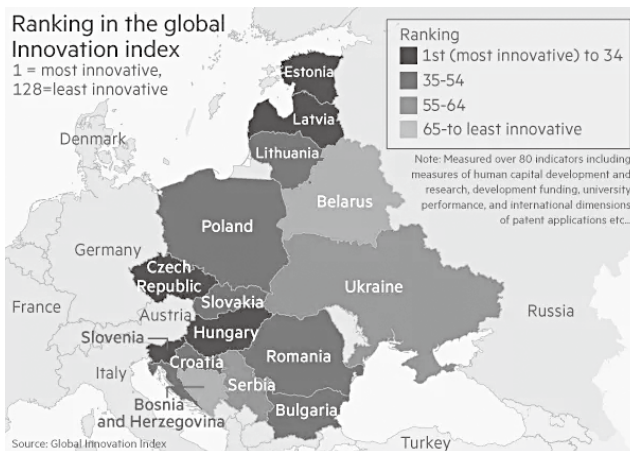 Ranking in the global
Innovation index
1 = most innovative,
128=least innovative
Ranking
1st (most innovative) to 34
35-54
55-64
65-to least innovative
Note: Measured over 80 indicators including
measures of human capital development and
research, development funding, university
performance, and international dimensions
of patent applications etc..
Estonia
Latvia
Denmark
Lithuania
Belarus
Poland
Germany
Czech
Republic
Ukraine
Slovakia
France
Russia
Austria
Hungary
Slovenia
Romania
Croatia
Italy
Serbia
Bosnia
and Herzegovina
Bulgaria
Turkey
Source: Global Innovation Index